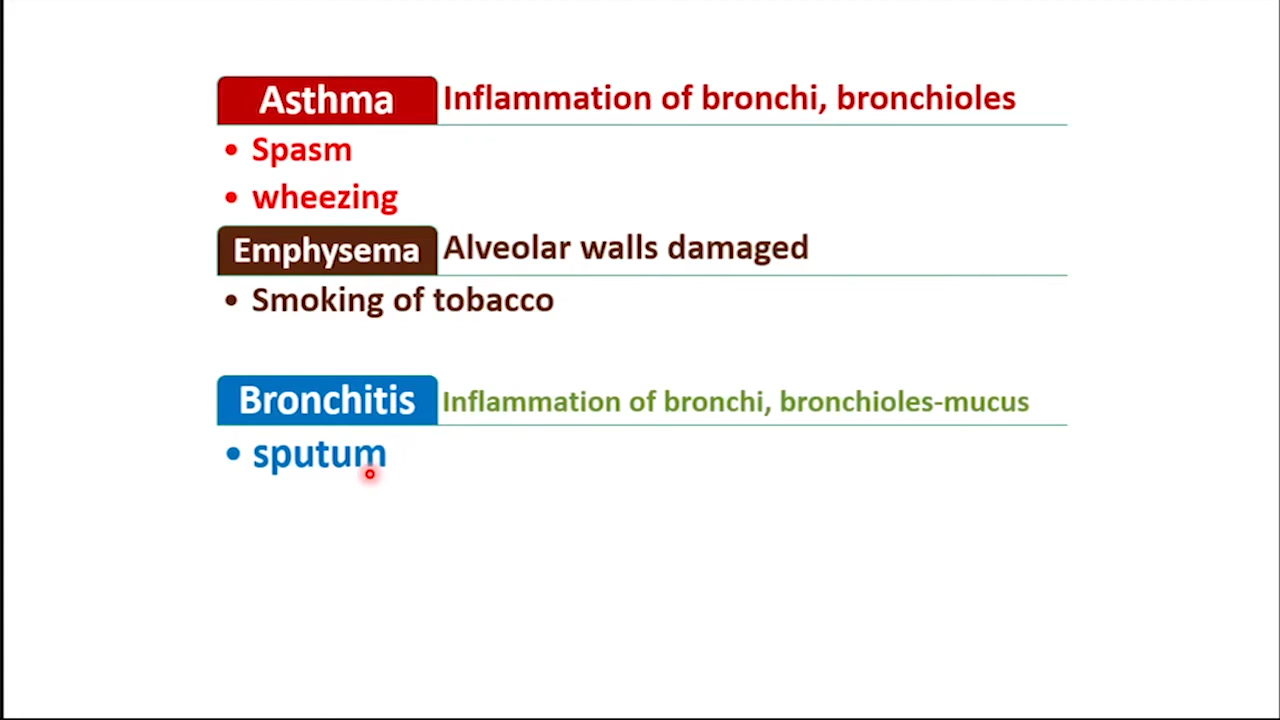 Asthma Inflammation of bronchi, bronchioles
• Spasm
• wheezing
Emphysema Alveolar walls damaged
• Smoking of tobacco
Bronchitis Inflammation of bronchi, bronchioles-mucus
• sputum